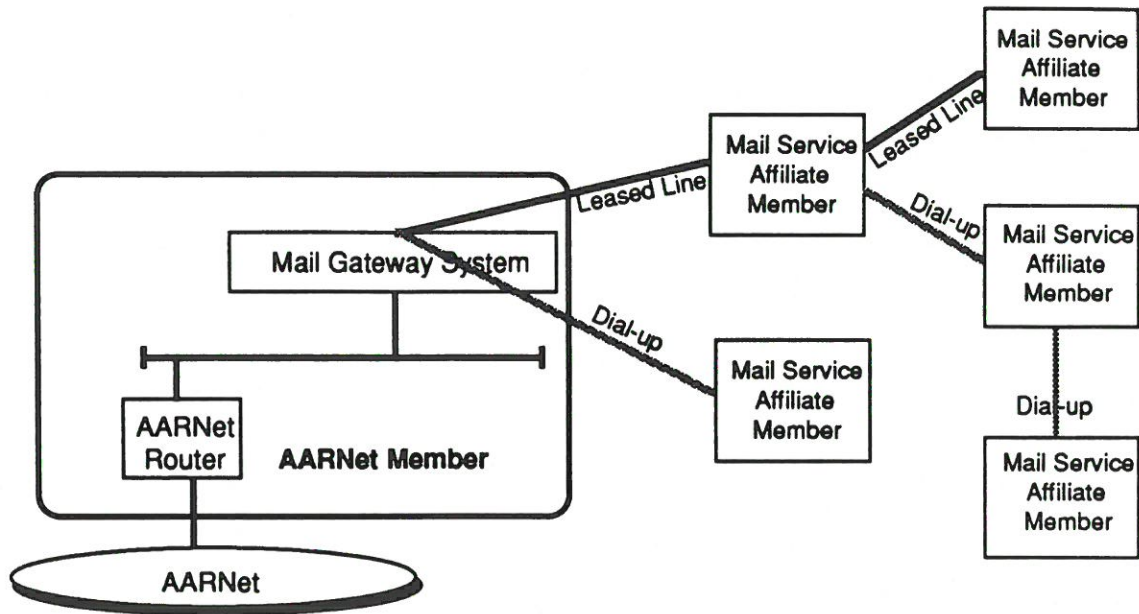 Mail Service
Affiliate
Member
Leased Line
Mail Service
Affiliate
Member
Leased Line
Dial-up
Mail Service
Affiliate
Member
Mail Gateway System
Dial-up
Mail Service
Affiliate
Member
Dial-up
AARNet
Router
AARNet Member
Mail Service
Affiliate
Member
AARNet